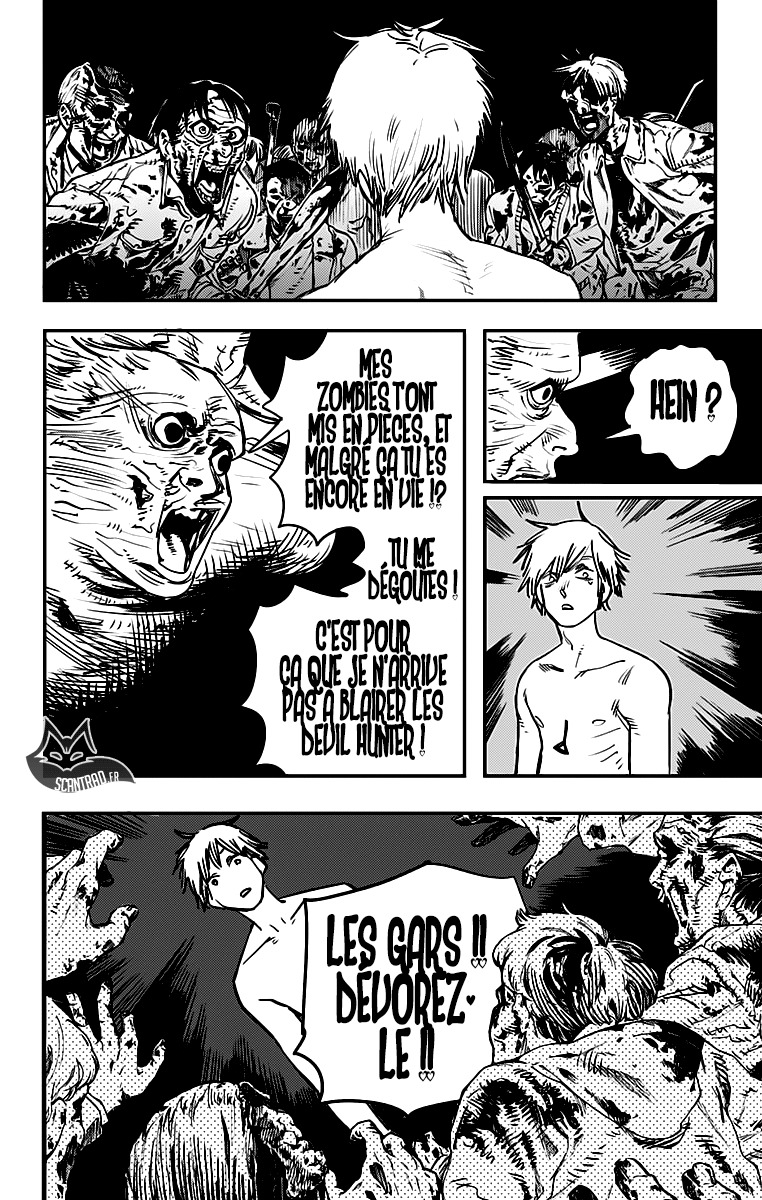 MES
ZOMBIES T'ONT
MIS EN PIÈCES, ET
MALGRÉ ÇA TU ES
ENCORE EN VIE !?
TU ME
DÉGOUTES !
C'EST POUR
ÇA QUE JE N'ARRIVE
PAS A BLAIRER LES
DEVIL HUNTER !
HEIN ?
SCANTRAD.FR
LES GARS !!
DÉVOREZ-
LE !!